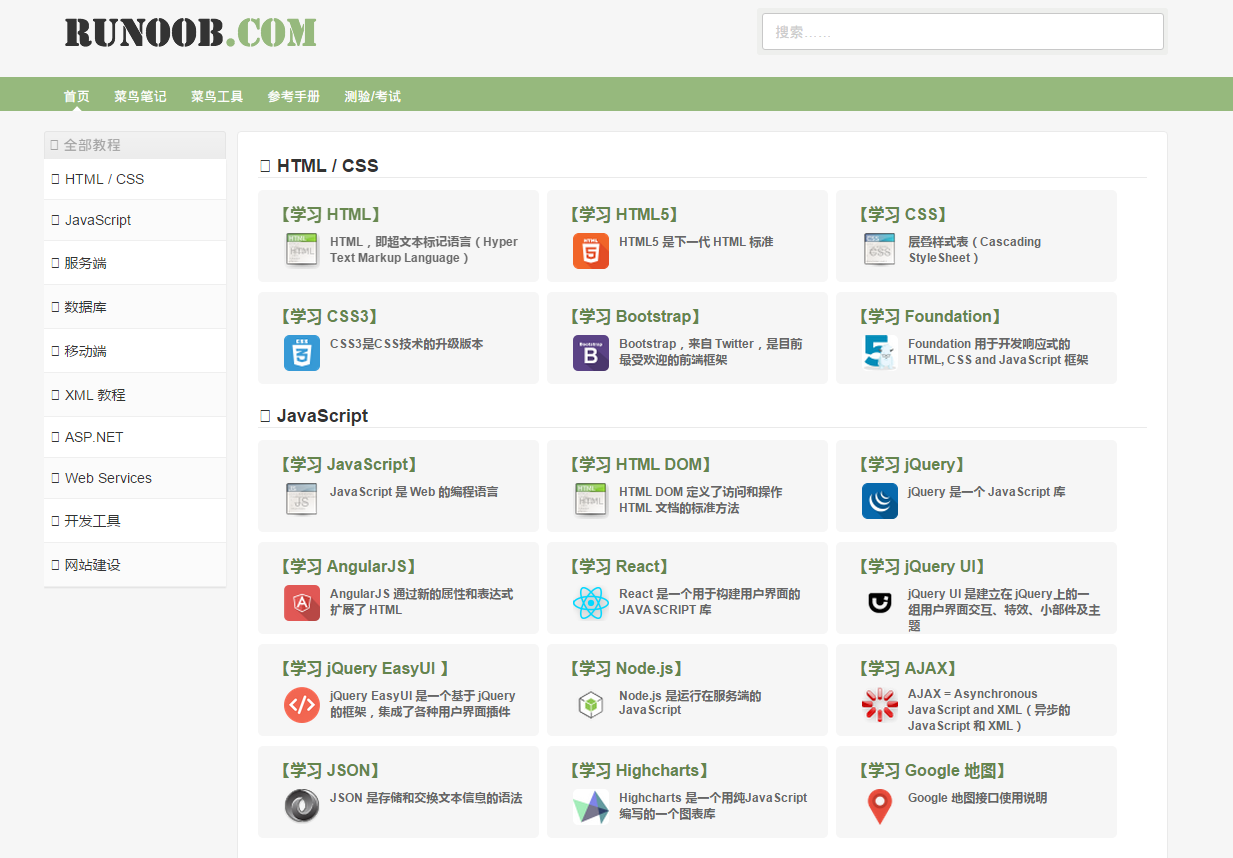 RUNOOB.COM
搜索......
首页 菜鸟笔记 菜鸟工具 参考手册 测验/考试
全部教程
HTML / CSS
JavaScript
服务端
数据库
移动端
XML 教程
ASP.NET
Web Services
开发工具
网站建设
HTML / CSS
【学习 HTML】
HTML，即超文本标记语言（Hyper
Text Markup Language）
【学习 HTML5】
HTML5 是下一代 HTML 标准
【学习 CSS】
层叠样式表（Cascading
StyleSheet）
【学习 CSS3】
CSS3是CSS技术的升级版本
【学习 Bootstrap】
Bootstrap，来自 Twitter，是目前
最受欢迎的前端框架
【学习 Foundation】
Foundation 用于开发响应式的
HTML, CSS and JavaScript 框架
JavaScript
【学习 JavaScript】
JavaScript 是 Web 的编程语言
【学习 HTML DOM】
HTML DOM 定义了访问和操作
HTML 文档的标准方法
【学习 jQuery】
jQuery 是一个 JavaScript 库
【学习 AngularJS】
AngularJS 通过新的属性和表达式
扩展了 HTML
【学习 React】
React 是一个用于构建用户界面的
JAVASCRIPT 库
【学习 jQuery UI】
jQuery UI 是建立在 jQuery上的一
组用户界面交互、特效、小部件及主
题
【学习 jQuery EasyUI 】
jQuery EasyUI 是一个基于 jQuery
的框架，集成了各种用户界面插件
【学习 Node.js】
Node.js 是运行在服务端的
JavaScript
【学习 AJAX】
AJAX = Asynchronous
JavaScript and XML（异步的
JavaScript 和 XML）
【学习 JSON】
JSON 是存储和交换文本信息的语法
【学习 Highcharts】
Highcharts 是一个用纯JavaScript
编写的一个图表库
【学习 Google 地图】
Google 地图接口使用说明